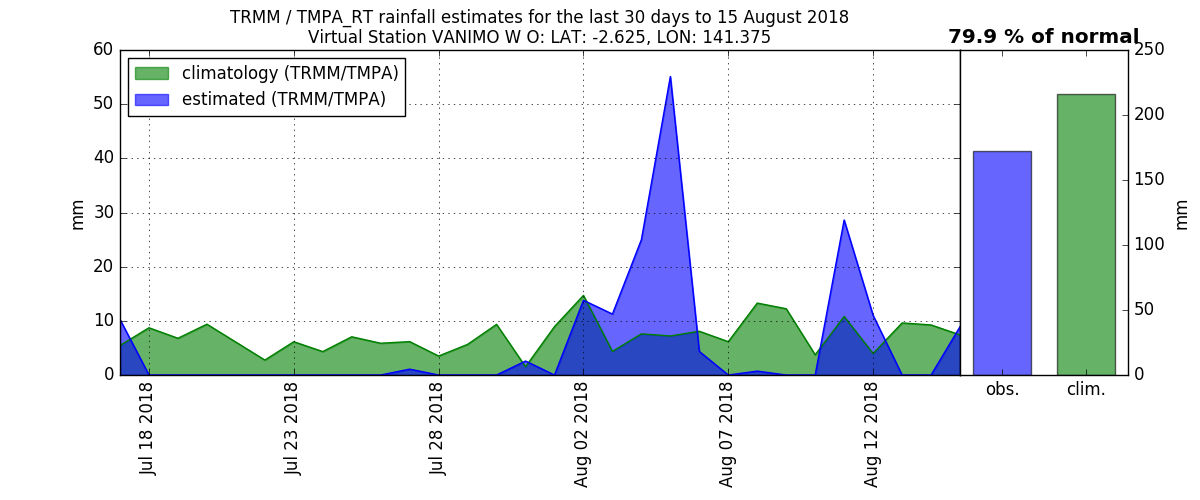 TRMM / TMPA_RT rainfall estimates for the last 30 days to 15 August 2018
Virtual Station VANIMO W O: LAT: -2.625, LON: 141.375
79.9 % of normal
climatology (TRMM/TMPA)
estimated (TRMM/TMPA)
60
50
40
30
20
10
0
mm
Jul 18 2018
Jul 23 2018
Jul 28 2018
Aug 02 2018
Aug 07 2018
Aug 12 2018
250
200
150
100
50
0
mm
obs.
clim.